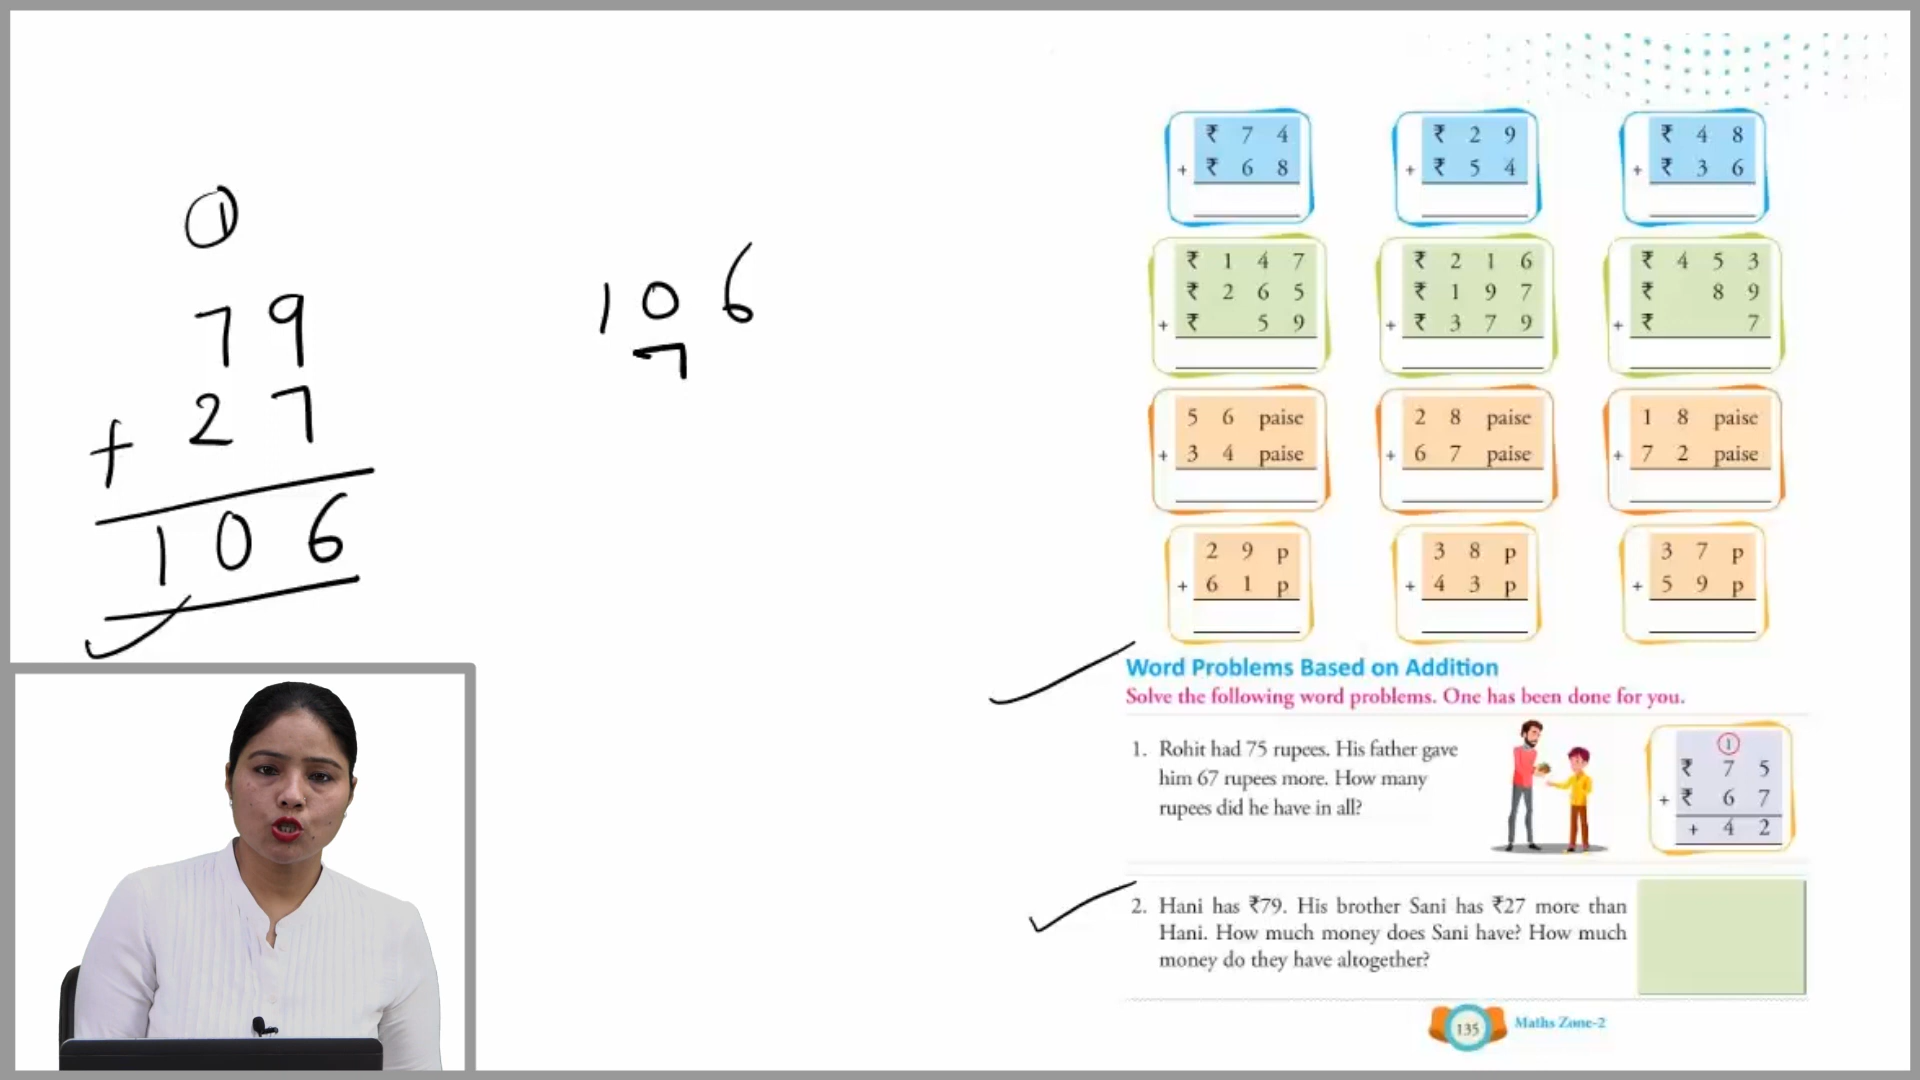 ①
79
+ 27
106
106
7
₹ 7 4
+ ₹ 6 8
₹ 2 9
+ ₹ 5 4
₹ 4 8
+ ₹ 3 6
₹ 1 4 7
₹ 2 6 5
+ ₹ 5 9
₹ 2 1 6
₹ 1 9 7
+ ₹ 3 7 9
₹ 4 5 3
₹ 8 9
+ ₹ 7
5 6 paise
+ 3 4 paise
2 8 paise
+ 6 7 paise
1 8 paise
+ 7 2 paise
2 9 p
+ 6 1 p
3 8 p
+ 4 3 p
3 7 p
+ 5 9 p
Word Problems Based on Addition
Solve the following word problems. One has been done for you.
1. Rohit had 75 rupees. His father gave
him 67 rupees more. How many
rupees did he have in all?
①
₹ 7 5
+ ₹ 6 7
+ 4 2
2. Hani has ₹79. His brother Sani has ₹27 more than
Hani. How much money does Sani have? How much
money do they have altogether?
135
Maths Zone-2